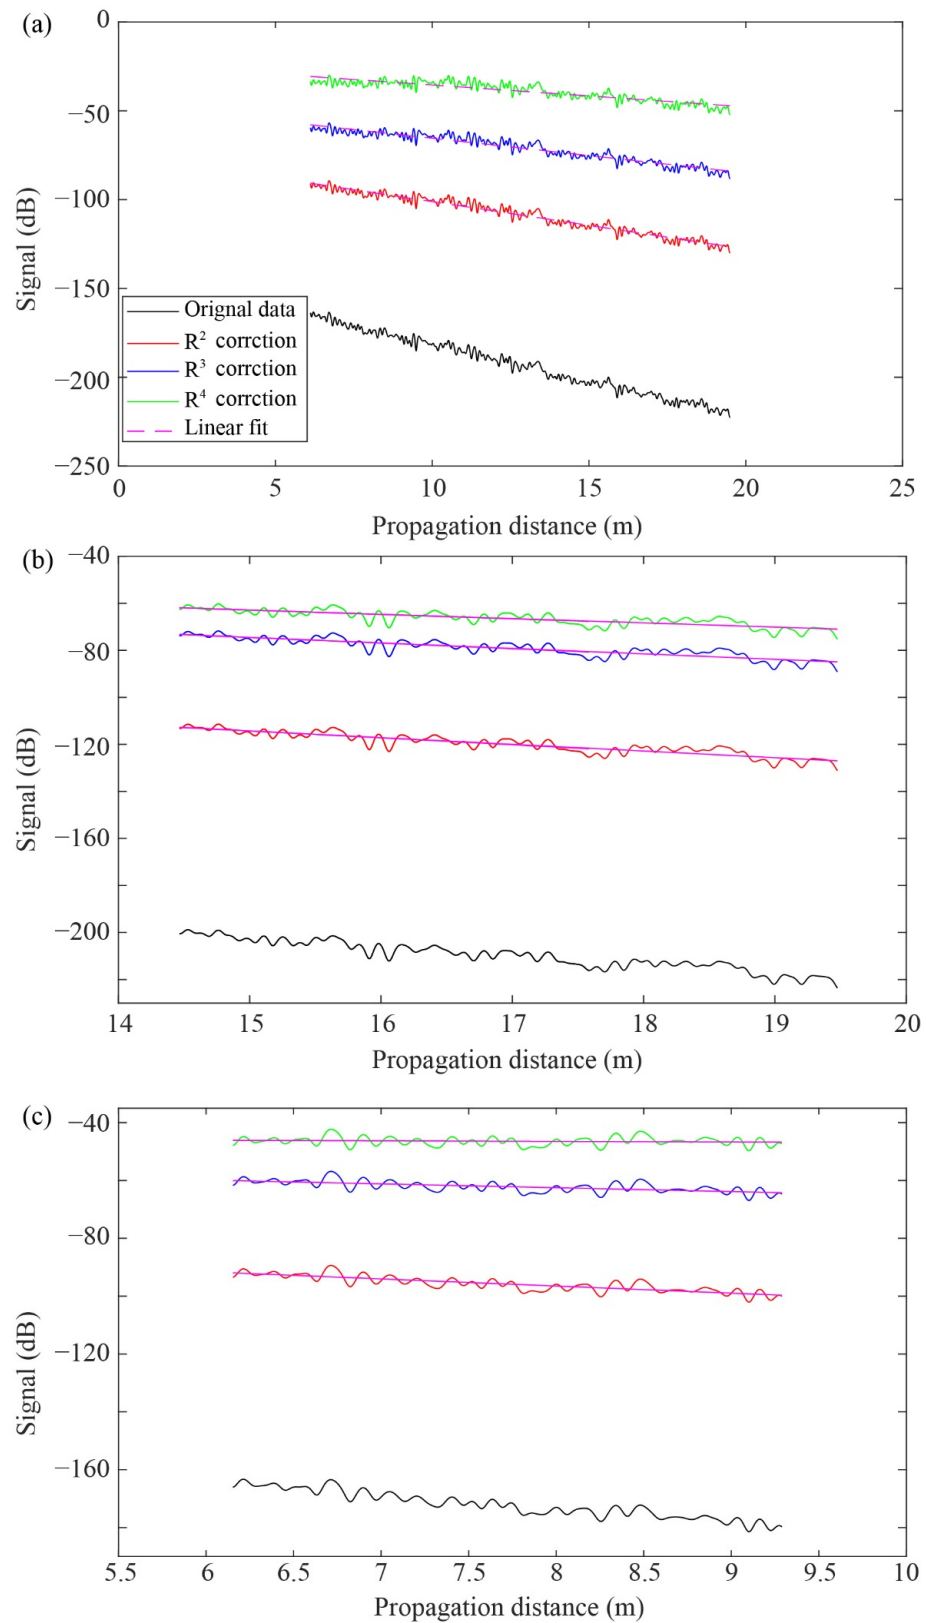 (a)
0
−50
−100
−150
−200
−250
Signal (dB)
Orignal data
R² corrction
R³ corrction
R⁴ corrction
Linear fit
0 5 10 15 20 25
Propagation distance (m)
(b)
−40
−80
−120
−160
−200
Signal (dB)
14 15 16 17 18 19 20
Propagation distance (m)
(c)
−40
−80
−120
−160
Signal (dB)
5.5 6 6.5 7 7.5 8 8.5 9 9.5 10
Propagation distance (m)